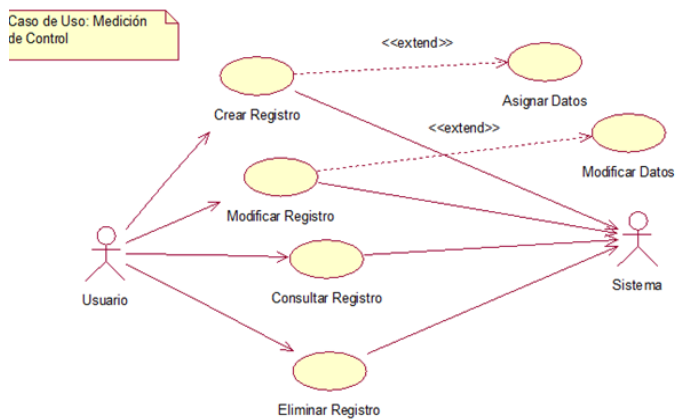 Caso de Uso: Medición
de Control
<<extend>>
Asignar Datos
Crear Registro
<<extend>>
Modificar Datos
Modificar Registro
Sistema
Usuario
Consultar Registro
Eliminar Registro